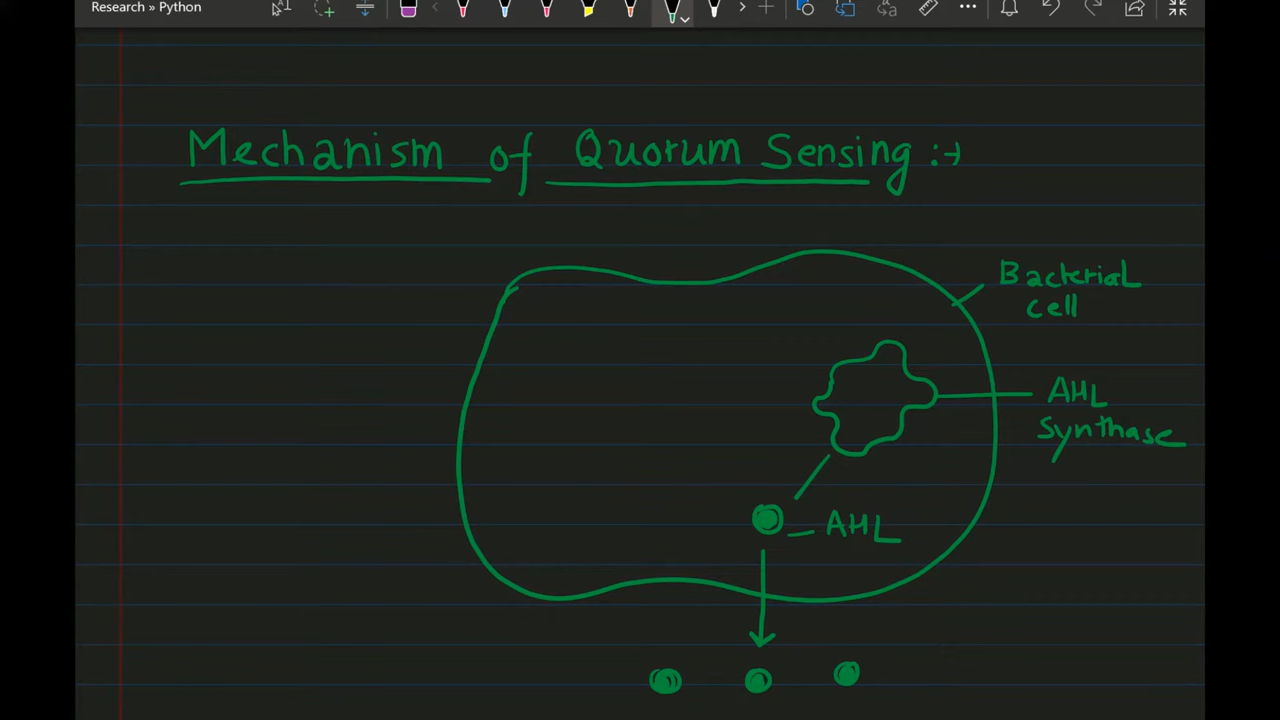 Research » Python
Mechanism of Quorum Sensing :→
Bacterial
cell
AHL
Synthase
AHL